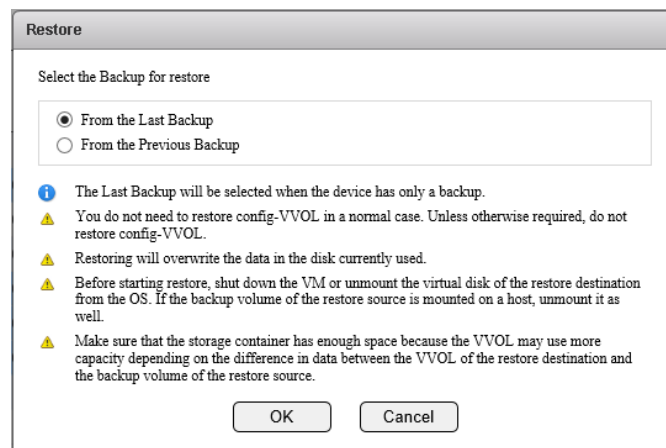 Restore
Select the Backup for restore
From the Last Backup
From the Previous Backup
The Last Backup will be selected when the device has only a backup.
You do not need to restore config-VVOL in a normal case. Unless otherwise required, do not
restore config-VVOL.
Restoring will overwrite the data in the disk currently used.
Before starting restore, shut down the VM or unmount the virtual disk of the restore destination
from the OS. If the backup volume of the restore source is mounted on a host, unmount it as
well.
Make sure that the storage container has enough space because the VVOL may use more
capacity depending on the difference in data between the VVOL of the restore destination and
the backup volume of the restore source.
OK
Cancel